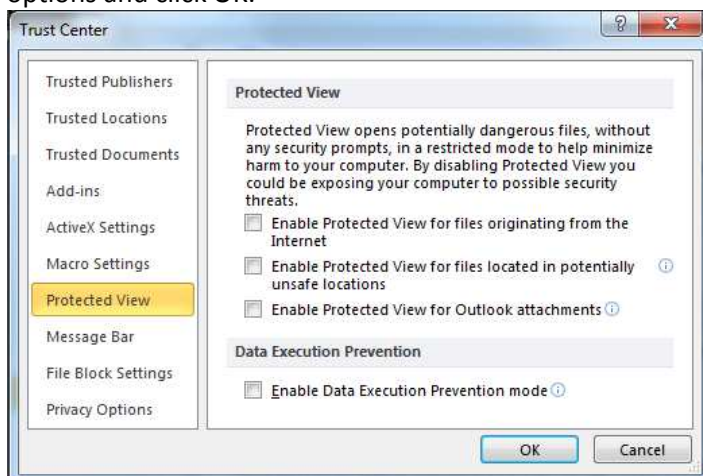 options and click OK.
Trust Center
Trusted Publishers
Trusted Locations
Trusted Documents
Add-ins
ActiveX Settings
Macro Settings
Protected View
Message Bar
File Block Settings
Privacy Options
Protected View
Protected View opens potentially dangerous files, without
any security prompts, in a restricted mode to help minimize
harm to your computer. By disabling Protected View you
could be exposing your computer to possible security
threats.
Enable Protected View for files originating from the
Internet
Enable Protected View for files located in potentially
unsafe locations
Enable Protected View for Outlook attachments
Data Execution Prevention
Enable Data Execution Prevention mode
OK
Cancel